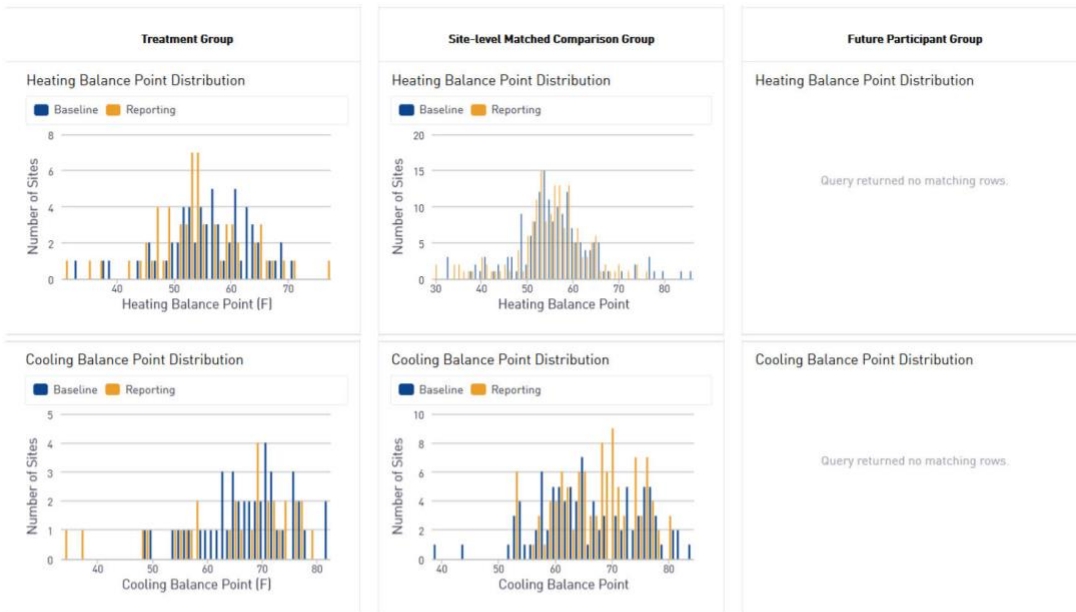 Treatment Group
Heating Balance Point Distribution
Baseline Reporting
Number of Sites
8
6
4
2
0
40 50 60 70
Heating Balance Point (F)
Cooling Balance Point Distribution
Baseline Reporting
Number of Sites
5
4
3
2
1
0
40 50 60 70 80
Cooling Balance Point (F)
Site-level Matched Comparison Group
Heating Balance Point Distribution
Baseline Reporting
Number of Sites
20
15
10
5
0
30 40 50 60 70 80
Heating Balance Point
Cooling Balance Point Distribution
Baseline Reporting
Number of Sites
10
8
6
4
2
0
40 50 60 70 80
Cooling Balance Point
Future Participant Group
Heating Balance Point Distribution
Query returned no matching rows.
Cooling Balance Point Distribution
Query returned no matching rows.